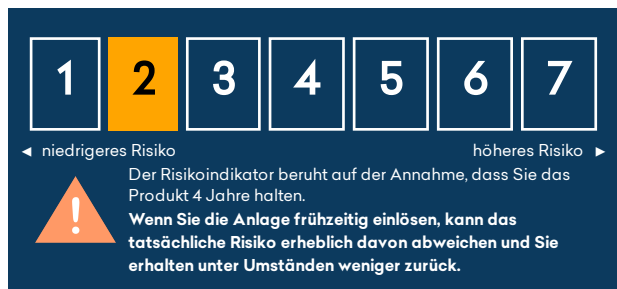 1 2 3 4 5 6 7
◄ niedrigeres Risiko höheres Risiko ►
Der Risikoindikator beruht auf der Annahme, dass Sie das
Produkt 4 Jahre halten.
Wenn Sie die Anlage frühzeitig einlösen, kann das
tatsächliche Risiko erheblich davon abweichen und Sie
erhalten unter Umständen weniger zurück.